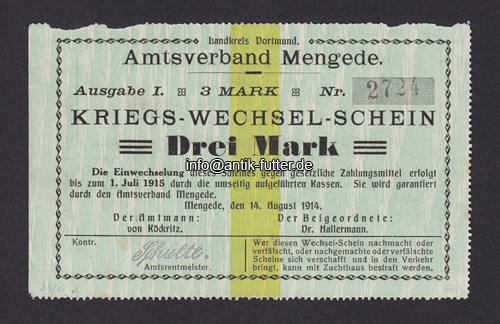 Landkreis Dortmund.
Amtsverband Mengede.
Ausgabe I. 3 MARK Nr. 2724
KRIEGS-WECHSEL-SCHEIN
Drei Mark
info@antik-futter.de
Die Einwechselung dieses Scheines gegen gesetzliche Zahlungsmittel erfolgt
bis zum 1. Juli 1915 durch die umseitig aufgeführten Kassen. Sie wird garantiert
durch den Amtsverband Mengede.
Mengede, den 14. August 1914.
Der Amtmann: Der Beigeordnete:
von Köckritz. Dr. Hallermann.
Kontr.
Schulte.
Amtsrentmeister.
Wer diesen Wechsel-Schein nachmacht oder
verfälscht, oder nachgemachte oder verfälschte
Scheine sich verschafft und in den Verkehr
bringt, kann mit Zuchthaus bestraft werden.